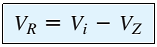 V_R = V_i − V_Z